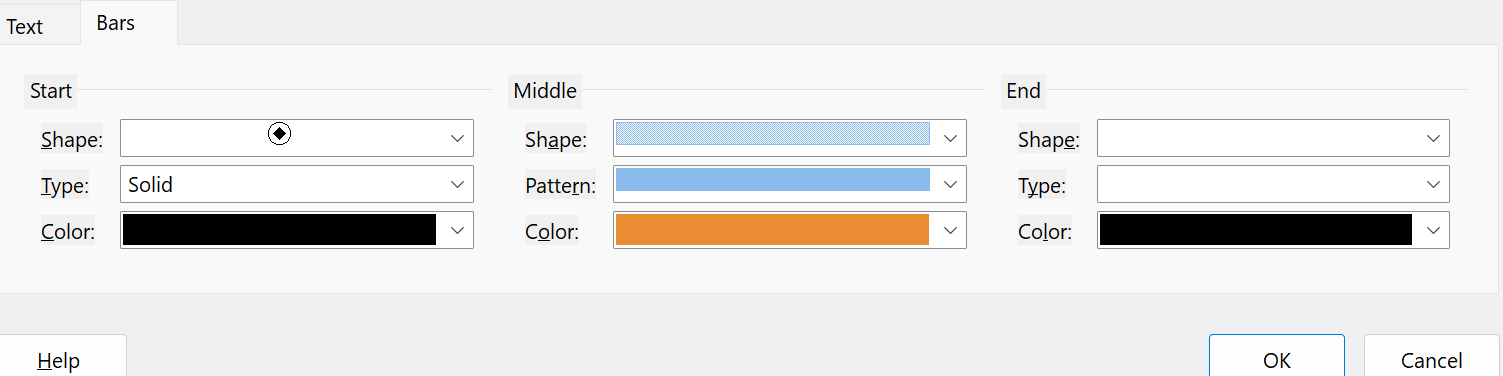 Text Bars
Start Middle End
Shape: Shape: Shape:
Type: Solid Pattern: Type:
Color: Color: Color:
Help OK Cancel